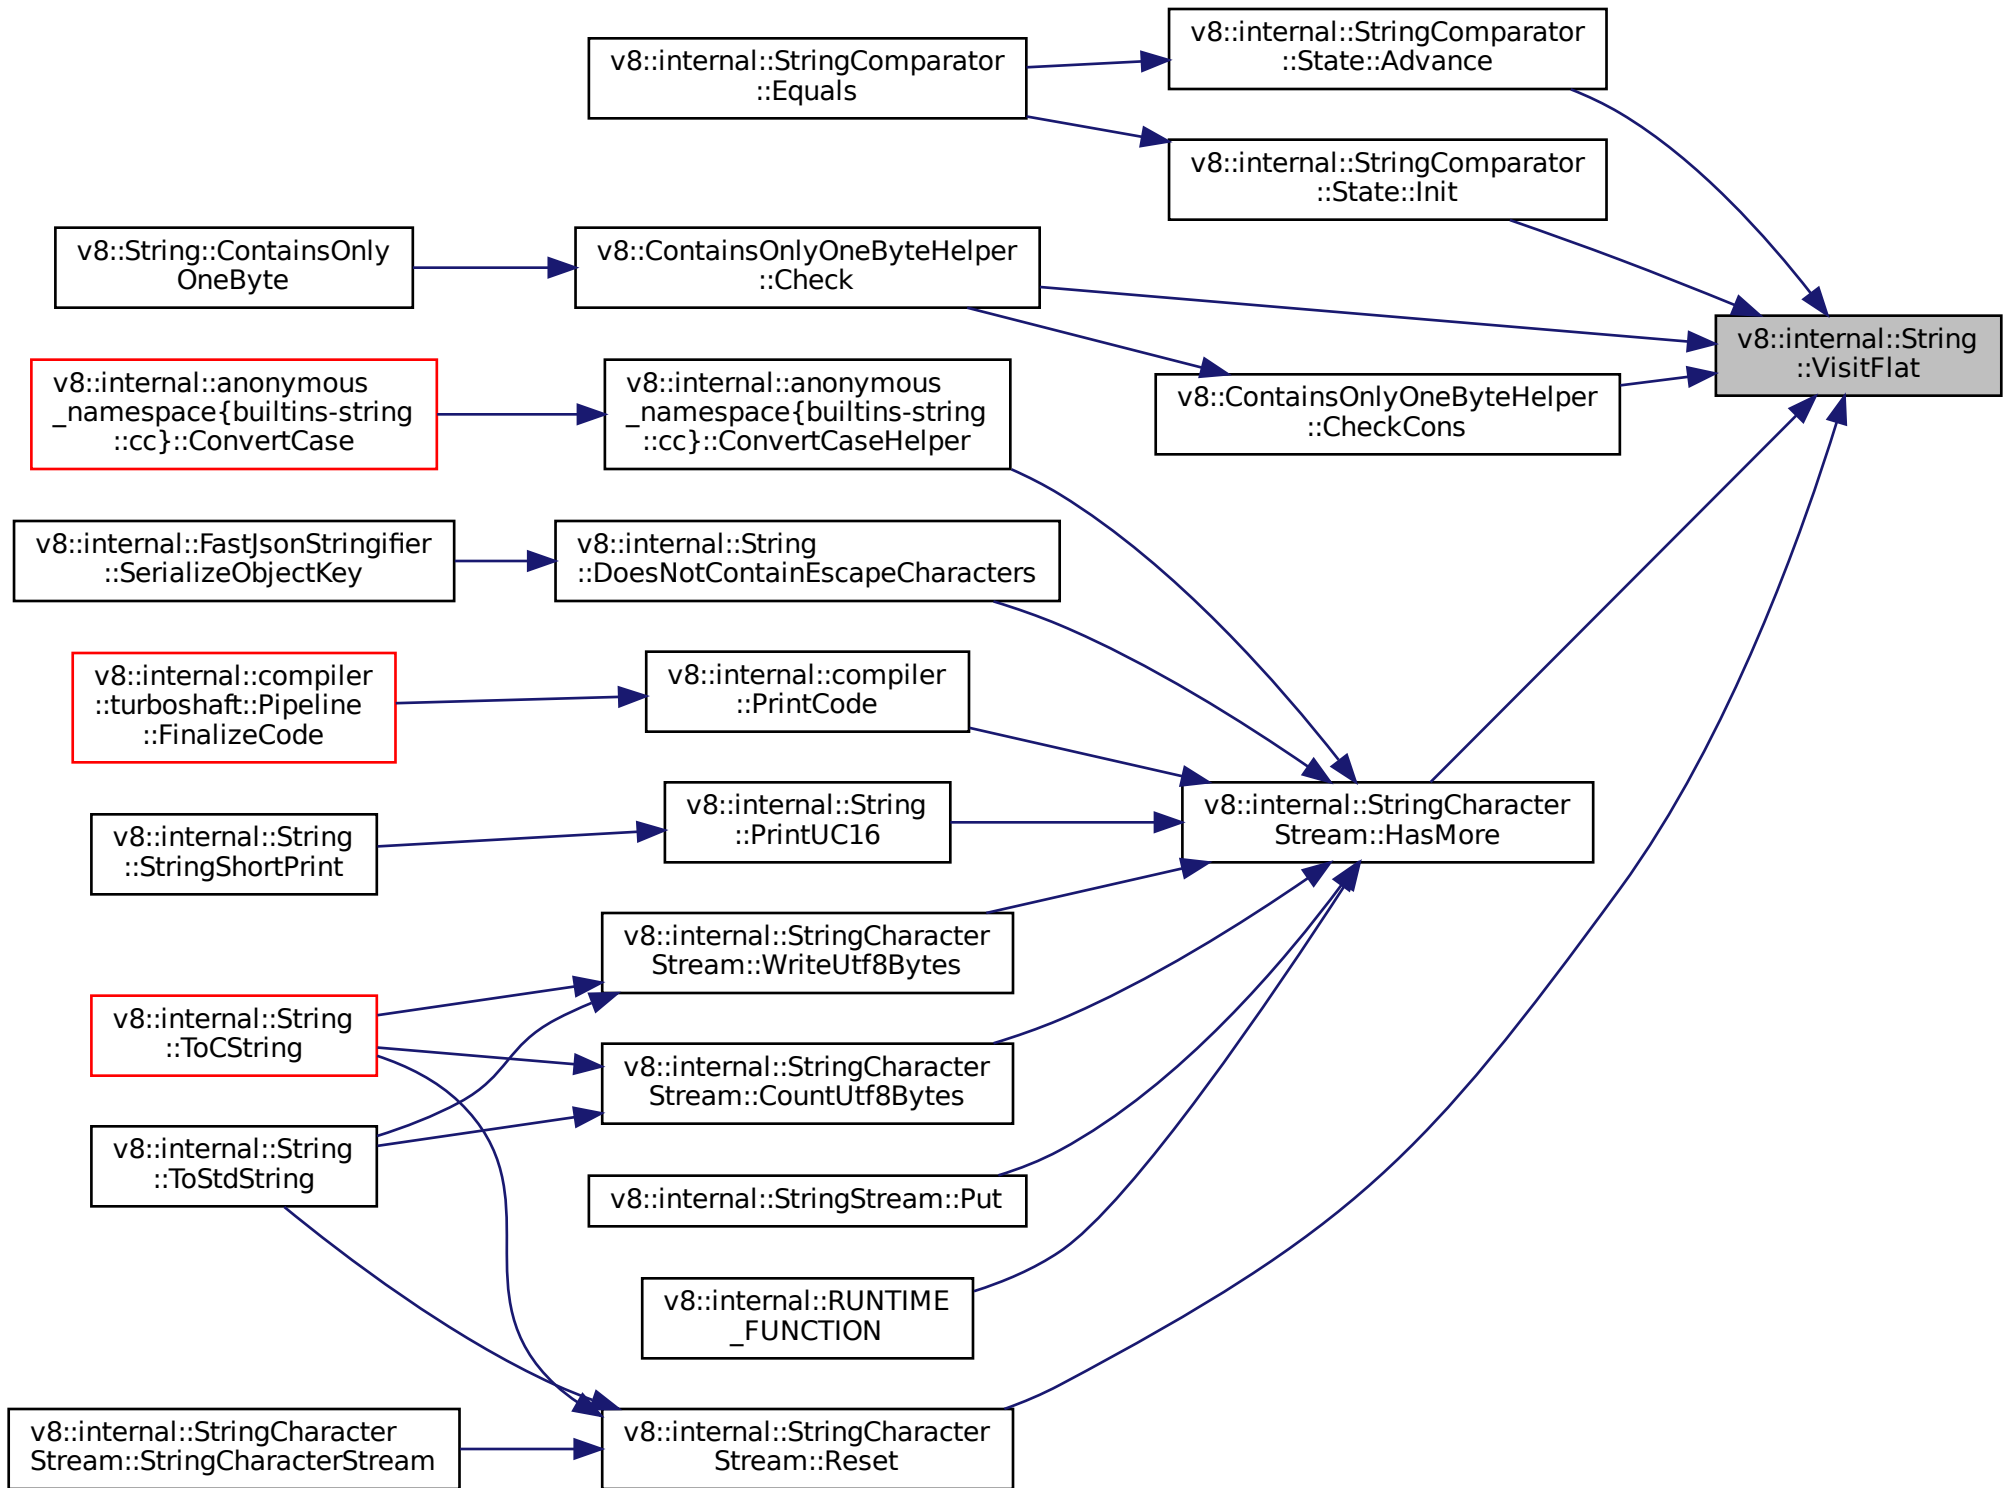 v8::internal::StringComparator
::State::Advance
v8::internal::StringComparator
::Equals
v8::internal::StringComparator
::State::Init
v8::String::ContainsOnly
OneByte
v8::ContainsOnlyOneByteHelper
::Check
v8::internal::String
::VisitFlat
v8::internal::anonymous
_namespace{builtins-string
::cc}::ConvertCase
v8::internal::anonymous
_namespace{builtins-string
::cc}::ConvertCaseHelper
v8::ContainsOnlyOneByteHelper
::CheckCons
v8::internal::FastJsonStringifier
::SerializeObjectKey
v8::internal::String
::DoesNotContainEscapeCharacters
v8::internal::compiler
::turboshaft::Pipeline
::FinalizeCode
v8::internal::compiler
::PrintCode
v8::internal::String
::StringShortPrint
v8::internal::String
::PrintUC16
v8::internal::StringCharacter
Stream::HasMore
v8::internal::StringCharacter
Stream::WriteUtf8Bytes
v8::internal::String
::ToCString
v8::internal::StringCharacter
Stream::CountUtf8Bytes
v8::internal::String
::ToStdString
v8::internal::StringStream::Put
v8::internal::RUNTIME
_FUNCTION
v8::internal::StringCharacter
Stream::StringCharacterStream
v8::internal::StringCharacter
Stream::Reset